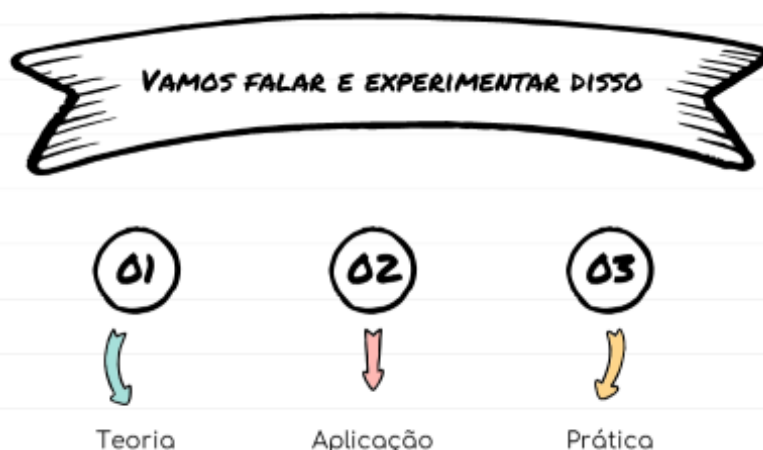 VAMOS FALAR E EXPERIMENTAR DISSO
01 02 03
Teoria Aplicação Prática